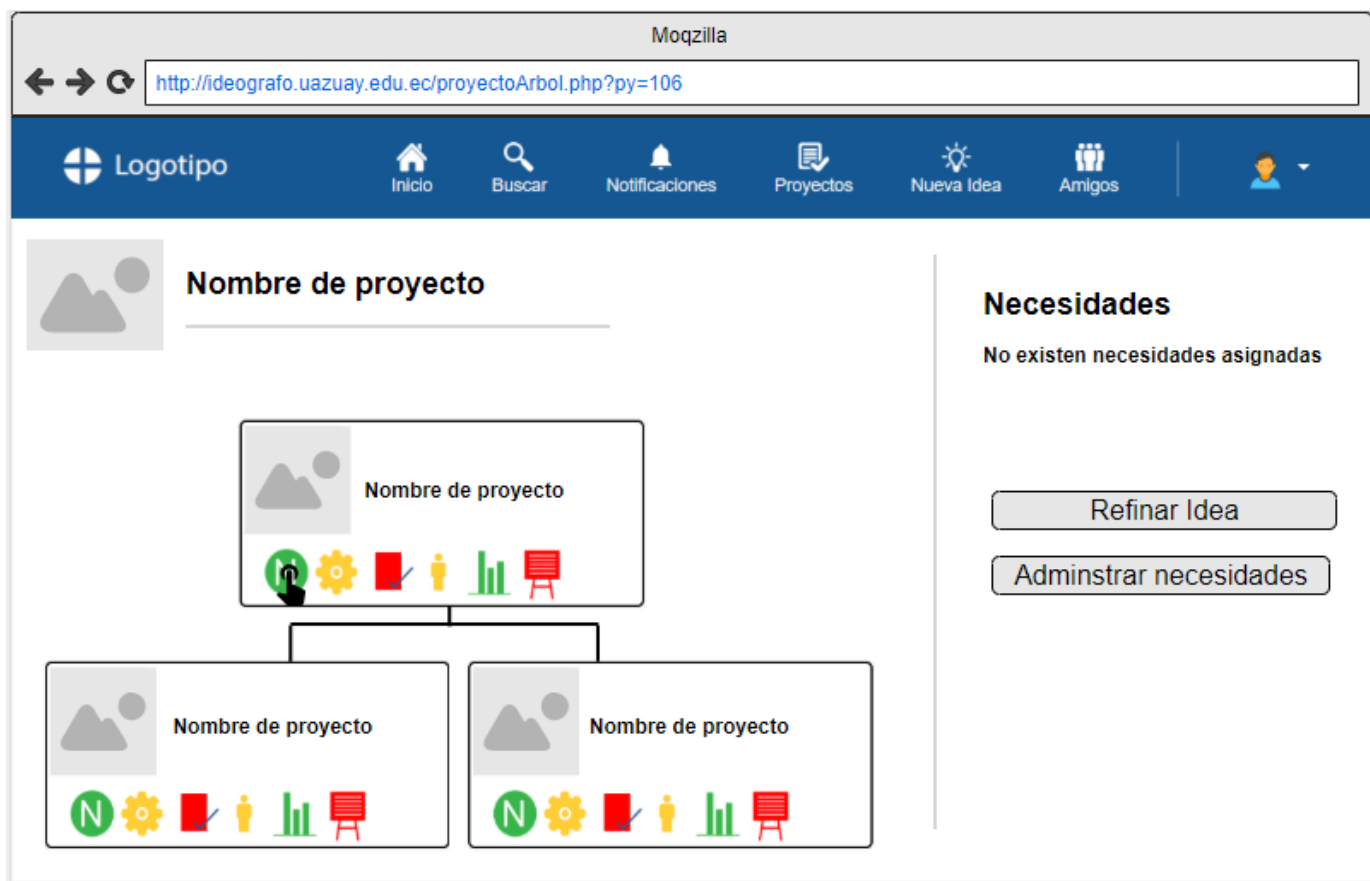 Moqzilla
http://ideografo.uazuay.edu.ec/proyectoArbol.php?py=106
Logotipo
Inicio
Buscar
Notificaciones
Proyectos
Nueva Idea
Amigos
Nombre de proyecto
Necesidades
No existen necesidades asignadas
Nombre de proyecto
N
Refinar Idea
Adminstrar necesidades
Nombre de proyecto
N
Nombre de proyecto
N